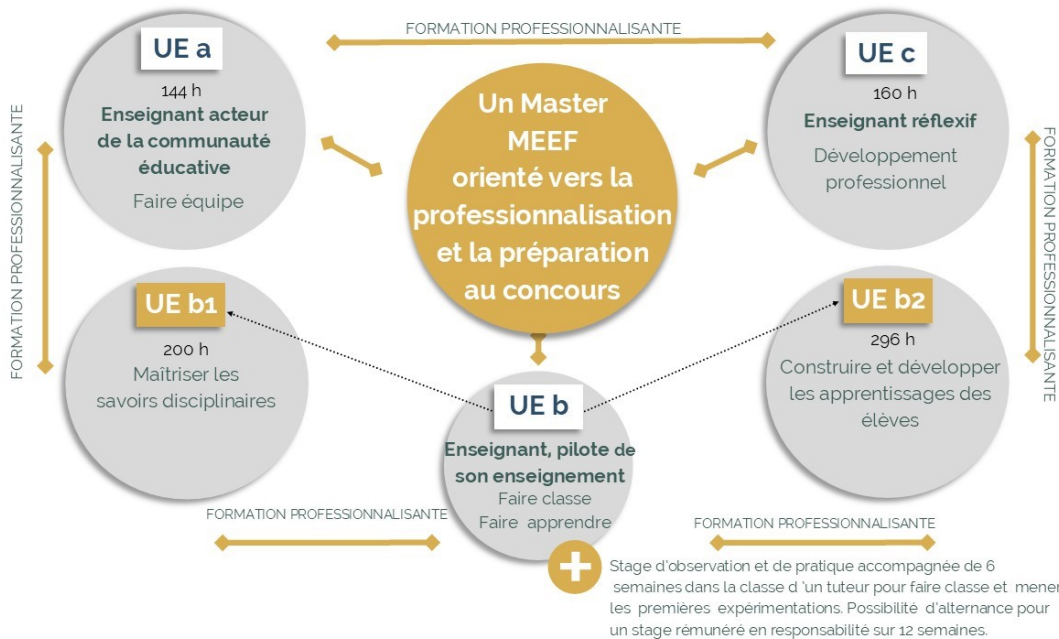 FORMATION PROFESSIONNALISANTE
UE a
144 h
Enseignant acteur
de la communauté
éducative
Faire équipe
Un Master
MEEF
orienté vers la
professionnalisation
et la préparation
au concours
UE c
160 h
Enseignant réflexif
Développement
professionnel
FORMATION PROFESSIONNALISANTE
FORMATION PROFESSIONNALISANTE
UE b1
200 h
Maîtriser les
savoirs disciplinaires
UE b2
296 h
Construire et développer
les apprentissages des
élèves
UE b
Enseignant, pilote de
son enseignement
Faire classe
Faire apprendre
FORMATION PROFESSIONNALISANTE
FORMATION PROFESSIONNALISANTE
+
Stage d'observation et de pratique accompagnée de 6
semaines dans la classe d 'un tuteur pour faire classe et mener
les premières expérimentations. Possibilité d'alternance pour
un stage rémunéré en responsabilité sur 12 semaines.